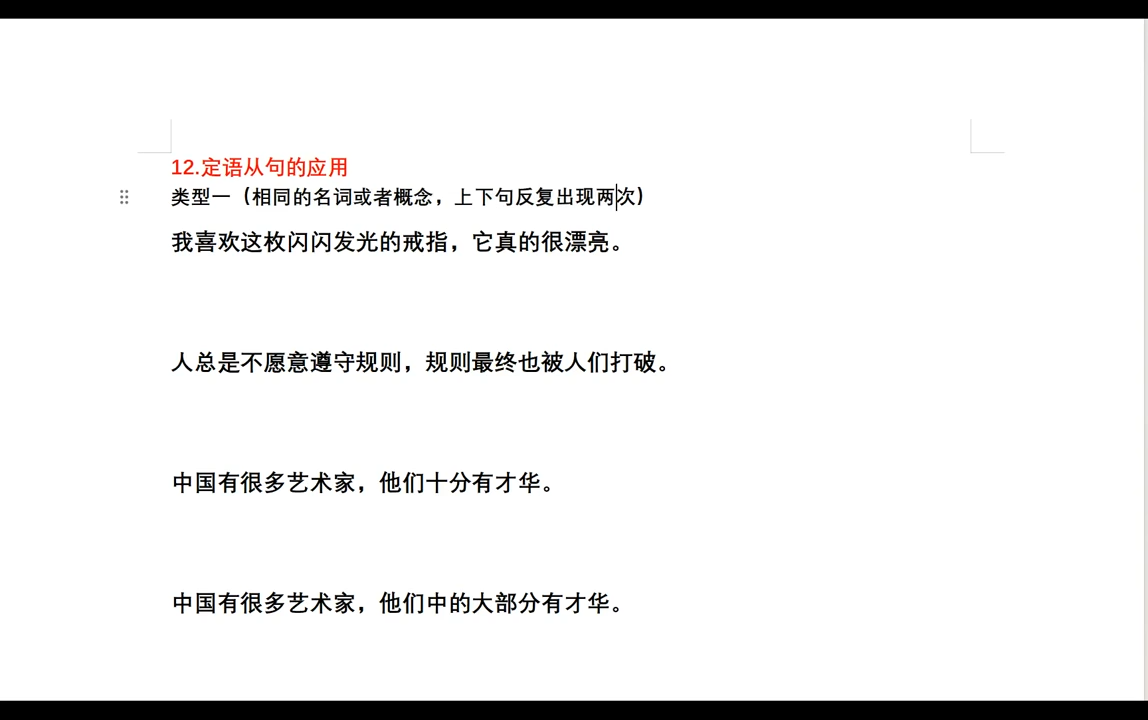 12.定语从句的应用
类型一（相同的名词或者概念，上下句反复出现两次）
我喜欢这枚闪闪发光的戒指，它真的很漂亮。
人总是不愿意遵守规则，规则最终也被人们打破。
中国有很多艺术家，他们十分有才华。
中国有很多艺术家，他们中的大部分有才华。